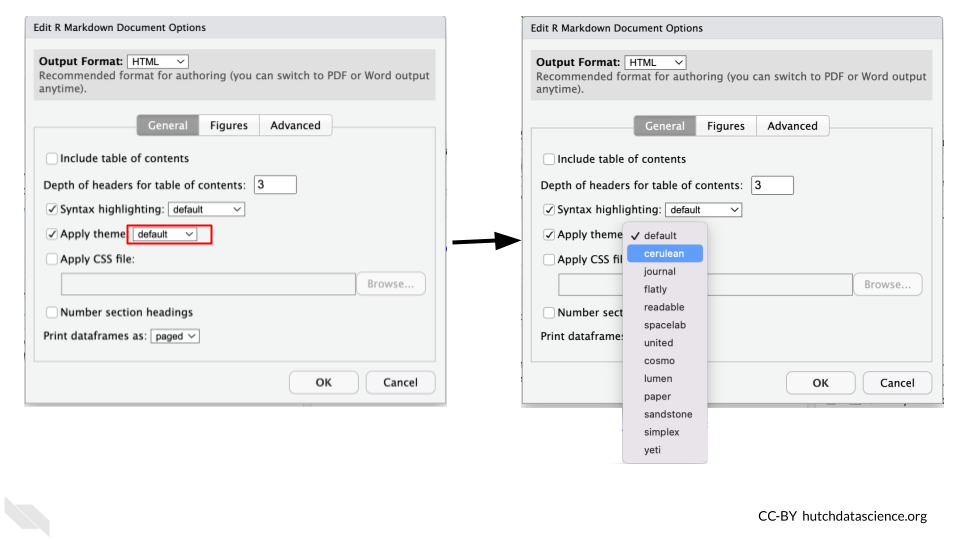 Edit R Markdown Document Options
Output Format: HTML
Recommended format for authoring (you can switch to PDF or Word output
anytime).
General Figures Advanced
Include table of contents
Depth of headers for table of contents: 3
Syntax highlighting: default
Apply theme default
Apply CSS file:
Browse...
Number section headings
Print dataframes as: paged
OK Cancel
Edit R Markdown Document Options
Output Format: HTML
Recommended format for authoring (you can switch to PDF or Word output
anytime).
General Figures Advanced
Include table of contents
Depth of headers for table of contents: 3
Syntax highlighting: default
Apply theme
Apply CSS fil
Browse...
Number sect
Print dataframes
default
cerulean
journal
flatly
readable
spacelab
united
cosmo
lumen
paper
sandstone
simplex
yeti
OK Cancel
CC-BY hutchdatascience.org